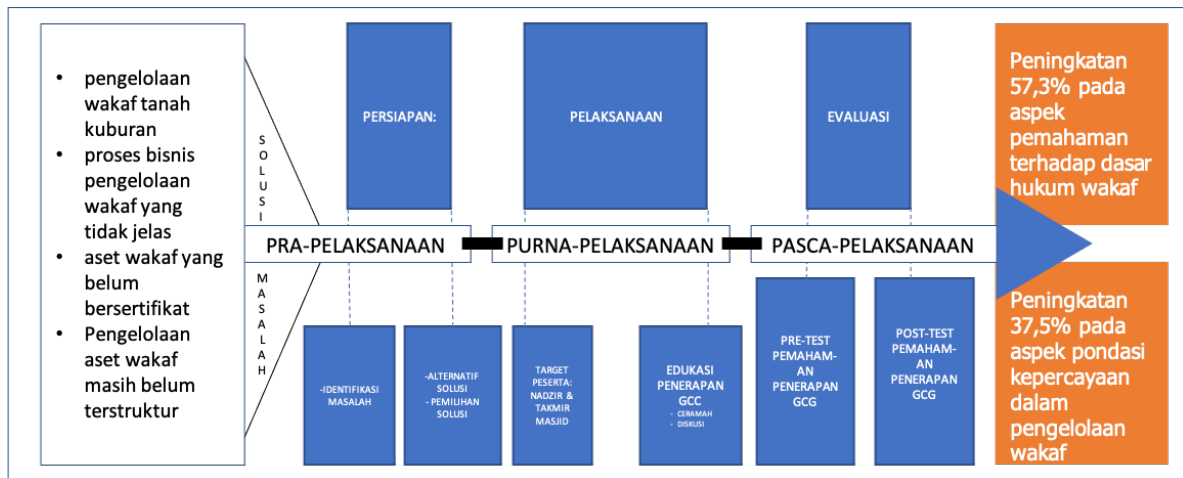 • pengelolaan
wakaf tanah
kuburan
• proses bisnis
pengelolaan
wakaf yang
tidak jelas
• aset wakaf yang
belum
bersertifikat
• Pengelolaan
aset wakaf
masih belum
terstruktur
SOLUSI
MASALAH
PERSIAPAN:
PELAKSANAAN
EVALUASI
PRA-PELAKSANAAN
PURNA-PELAKSANAAN
PASCA-PELAKSANAAN
-IDENTIFIKASI
MASALAH
-ALTERNATIF
SOLUSI
- PEMILIHAN
SOLUSI
TARGET
PESERTA:
NADZIR &
TAKMIR
MASJID
EDUKASI
PENERAPAN
GCC
- CERAMAH
- DISKUSI
PRE-TEST
PEMAHAM-
AN
PENERAPAN
GCG
POST-TEST
PEMAHAM-
AN
PENERAPAN
GCG
Peningkatan
57,3% pada
aspek
pemahaman
terhadap dasar
hukum wakaf
Peningkatan
37,5% pada
aspek pondasi
kepercayaan
dalam
pengelolaan
wakaf